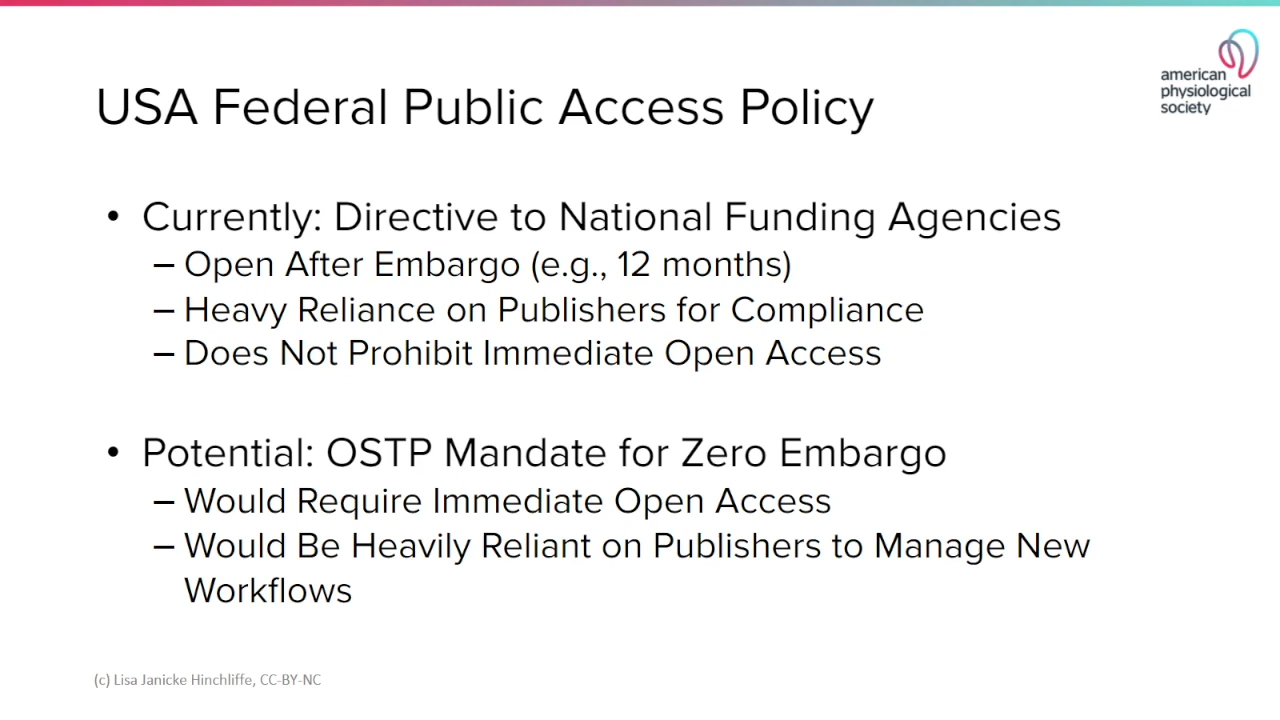 american
physiological
society
USA Federal Public Access Policy
• Currently: Directive to National Funding Agencies
– Open After Embargo (e.g., 12 months)
– Heavy Reliance on Publishers for Compliance
– Does Not Prohibit Immediate Open Access
• Potential: OSTP Mandate for Zero Embargo
– Would Require Immediate Open Access
– Would Be Heavily Reliant on Publishers to Manage New
Workflows
(c) Lisa Janicke Hinchliffe, CC-BY-NC